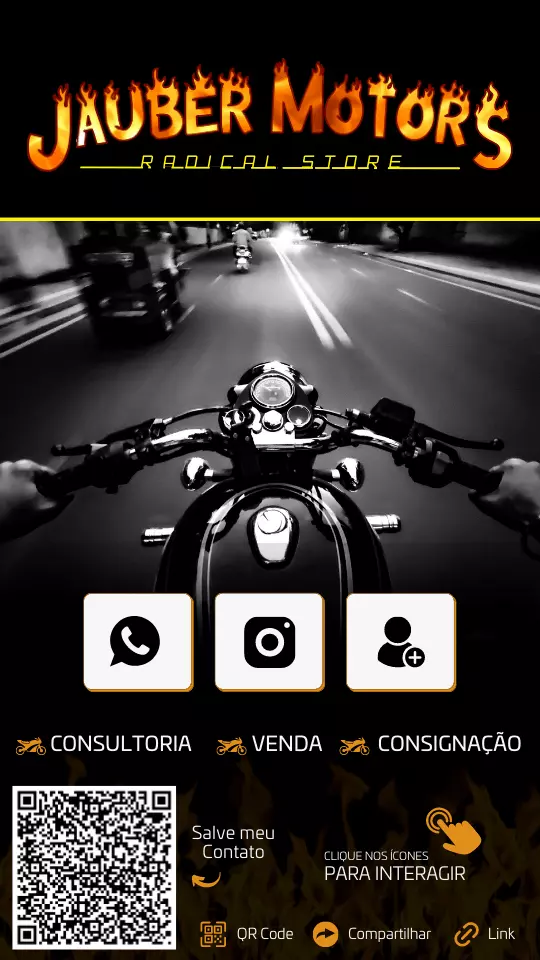 JAUBER MOTORS
RADICAL STORE
CONSULTORIA VENDA CONSIGNAÇÃO
Salve meu
Contato
CLIQUE NOS ÍCONES
PARA INTERAGIR
QR Code Compartilhar Link